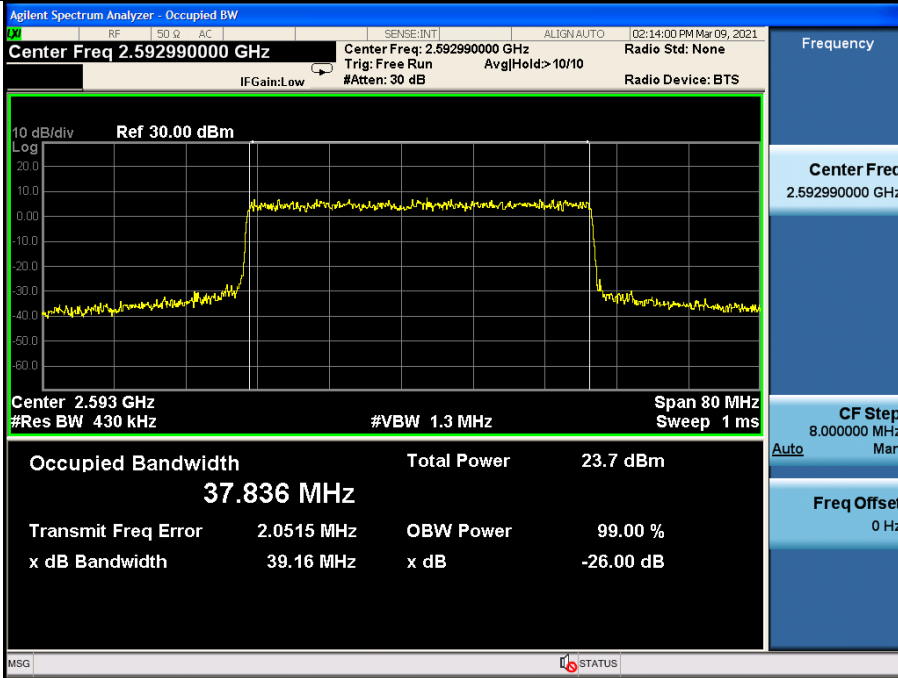 Agilent Spectrum Analyzer - Occupied BW
LXI RF 50 Ω AC SENSE:INT ALIGN AUTO 02:14:00 PM Mar 09, 2021
Center Freq 2.592990000 GHz
Center Freq: 2.592990000 GHz Radio Std: None
Trig: Free Run Avg|Hold:>10/10
IFGain:Low #Atten: 30 dB Radio Device: BTS
Frequency
10 dB/div Ref 30.00 dBm
Log
20.0
10.0
0.00
-10.0
-20.0
-30.0
-40.0
-50.0
-60.0
Center 2.593 GHz Span 80 MHz
#Res BW 430 kHz #VBW 1.3 MHz Sweep 1 ms
Occupied Bandwidth Total Power 23.7 dBm
37.836 MHz
Transmit Freq Error 2.0515 MHz OBW Power 99.00 %
x dB Bandwidth 39.16 MHz x dB -26.00 dB
Center Freq
2.592990000 GHz
CF Step
8.000000 MHz
Auto Man
Freq Offset
0 Hz
MSG STATUS